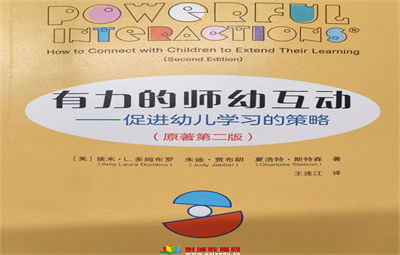 POWERFUL
INTERACTIONS®
How to Connect with Children to Extend Their Learning
(Second Edition)
有力的师幼互动
——促进幼儿学习的策略
(原著第二版)
[美] 埃米·L.多姆布罗 朱迪·贾布朗 夏洛特·斯特森 著
(Amy Laura Dombro) (Judy Jablon) (Charlotte Stetson)
王连江 译